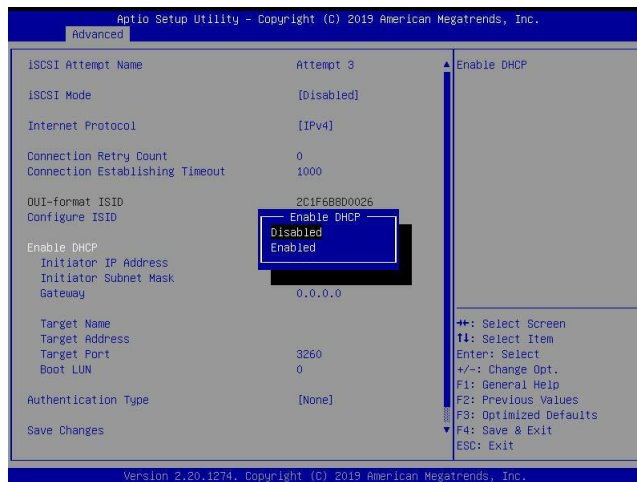 Aptio Setup Utility – Copyright (C) 2019 American Megatrends, Inc.
Advanced
iSCSI Attempt Name Attempt 3
iSCSI Mode [Disabled]
Internet Protocol [IPv4]
Connection Retry Count 0
Connection Establishing Timeout 1000
OUI-format ISID 2C1F6B8D0026
Configure ISID
Enable DHCP
Initiator IP Address
Initiator Subnet Mask
Gateway 0.0.0.0
Target Name
Target Address
Target Port 3260
Boot LUN 0
Authentication Type [None]
Save Changes
Enable DHCP
Disabled
Enabled
Enable DHCP
→←: Select Screen
↑↓: Select Item
Enter: Select
+/-: Change Opt.
F1: General Help
F2: Previous Values
F3: Optimized Defaults
F4: Save & Exit
ESC: Exit
Version 2.20.1274. Copyright (C) 2019 American Megatrends, Inc.